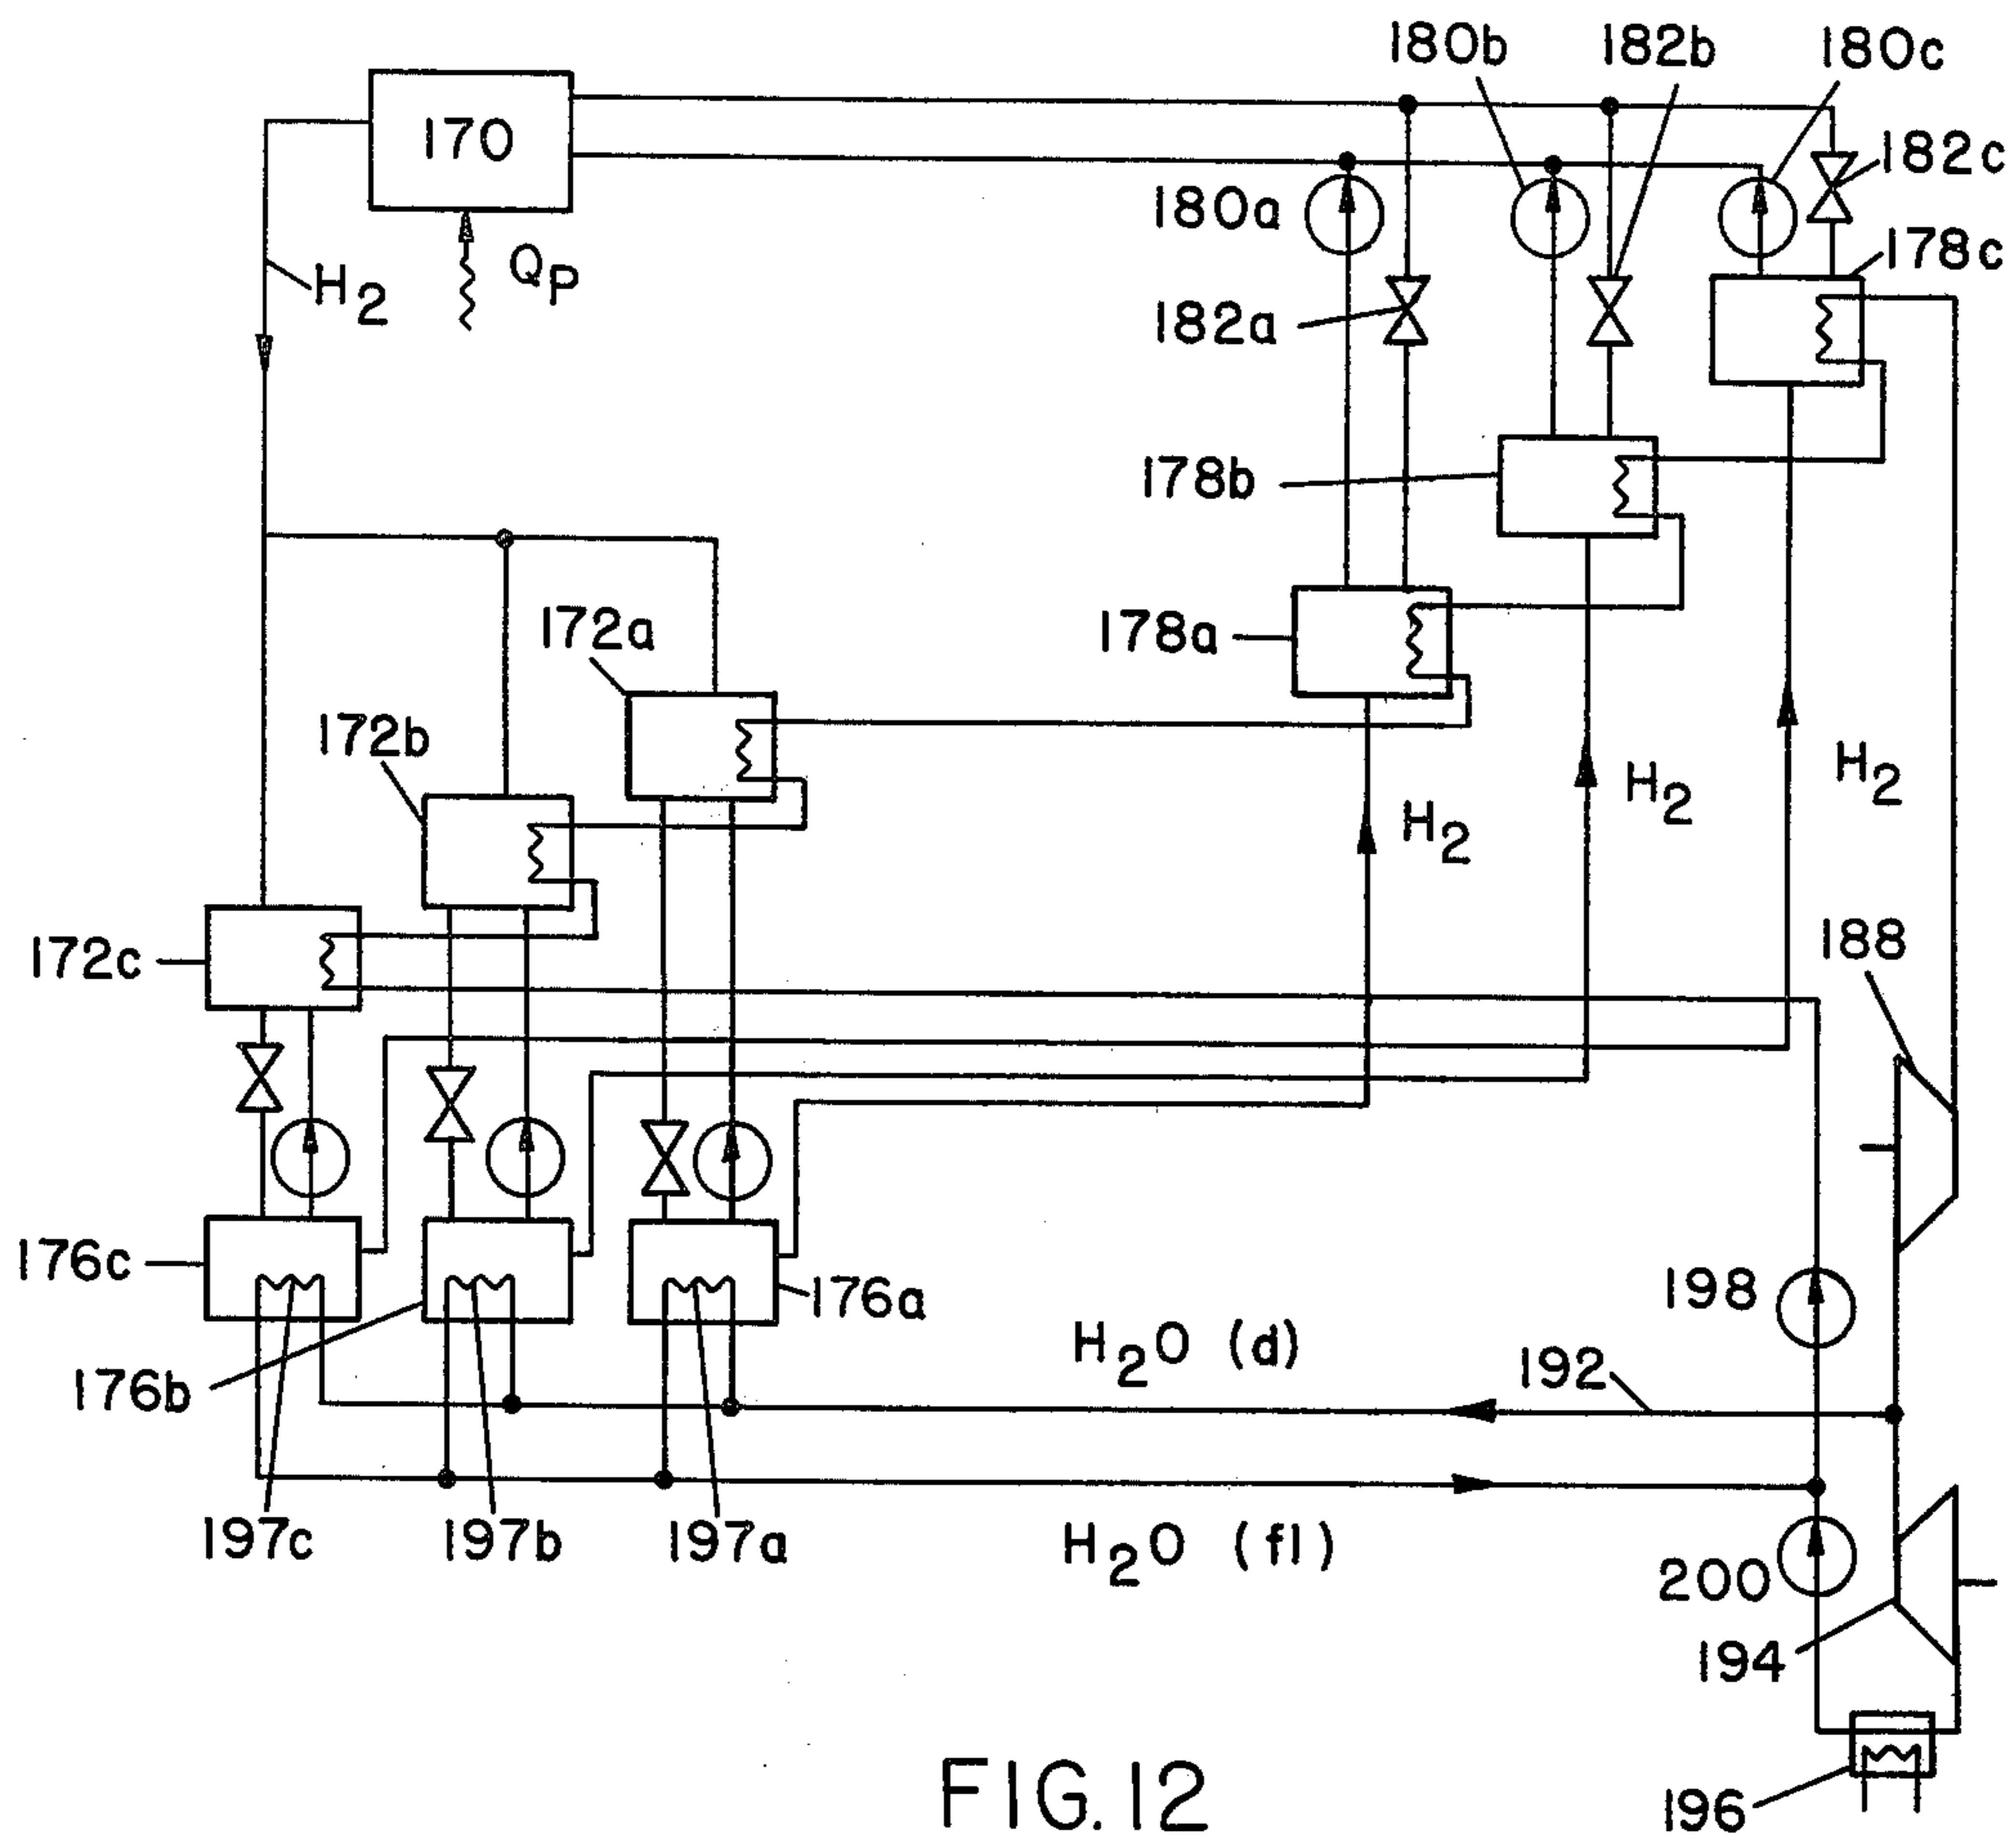 180b
182b
180c
170
182c
180a
178c
QP
H2
182a
178b
172a
178a
172b
H2
H2
H2
188
172c
176c
198
176a
H2O (d)
192
176b
197c
197b
197a
H2O (fl)
200
194
196
FIG.12